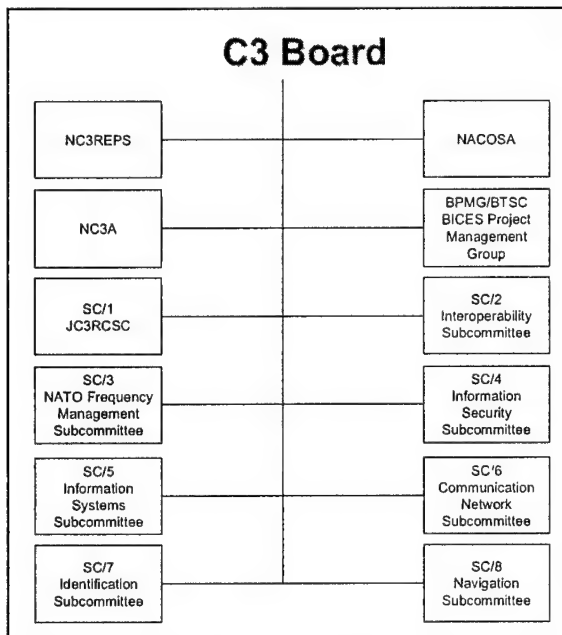 C3 Board
NC3REPS
NACOSA
NC3A
BPMG/BTSC
BICES Project
Management
Group
SC/1
JC3RCSC
SC/2
Interoperability
Subcommittee
SC/3
NATO Frequency
Management
Subcommittee
SC/4
Information
Security
Subcommittee
SC/5
Information
Systems
Subcommittee
SC/6
Communication
Network
Subcommittee
SC/7
Identification
Subcommittee
SC/8
Navigation
Subcommittee